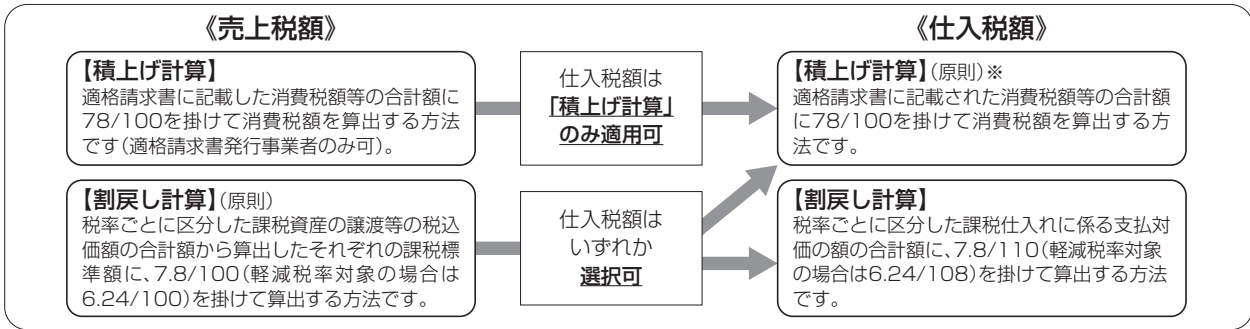 《売上税額》
【積上げ計算】
適格請求書に記載した消費税額等の合計額に
78/100を掛けて消費税額を算出する方法
です(適格請求書発行事業者のみ可)。
仕入税額は
「積上げ計算」
のみ適用可
《仕入税額》
【積上げ計算】(原則)※
適格請求書に記載された消費税額等の合計額
に78/100を掛けて消費税額を算出する方
法です。
【割戻し計算】(原則)
税率ごとに区分した課税資産の譲渡等の税込
価額の合計額から算出したそれぞれの課税標
準額に、7.8/100(軽減税率対象の場合は
6.24/100)を掛けて算出する方法です。
仕入税額は
いずれか
選択可
【割戻し計算】
税率ごとに区分した課税仕入れに係る支払対
価の額の合計額に、7.8/110(軽減税率対象
の場合は6.24/108)を掛けて算出する方法
です。